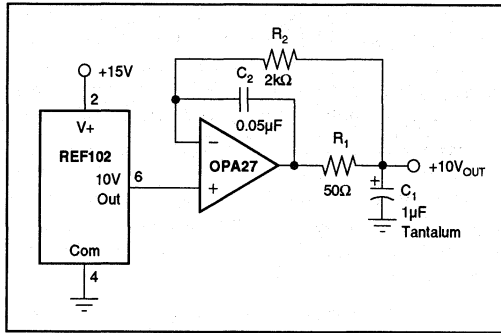 +15V
2
V+
REF102
10V
Out
6
Com
4
R2
2kΩ
C2
0.05µF
−
+
OPA27
R1
50Ω
+10VOUT
+
C1
1µF
Tantalum